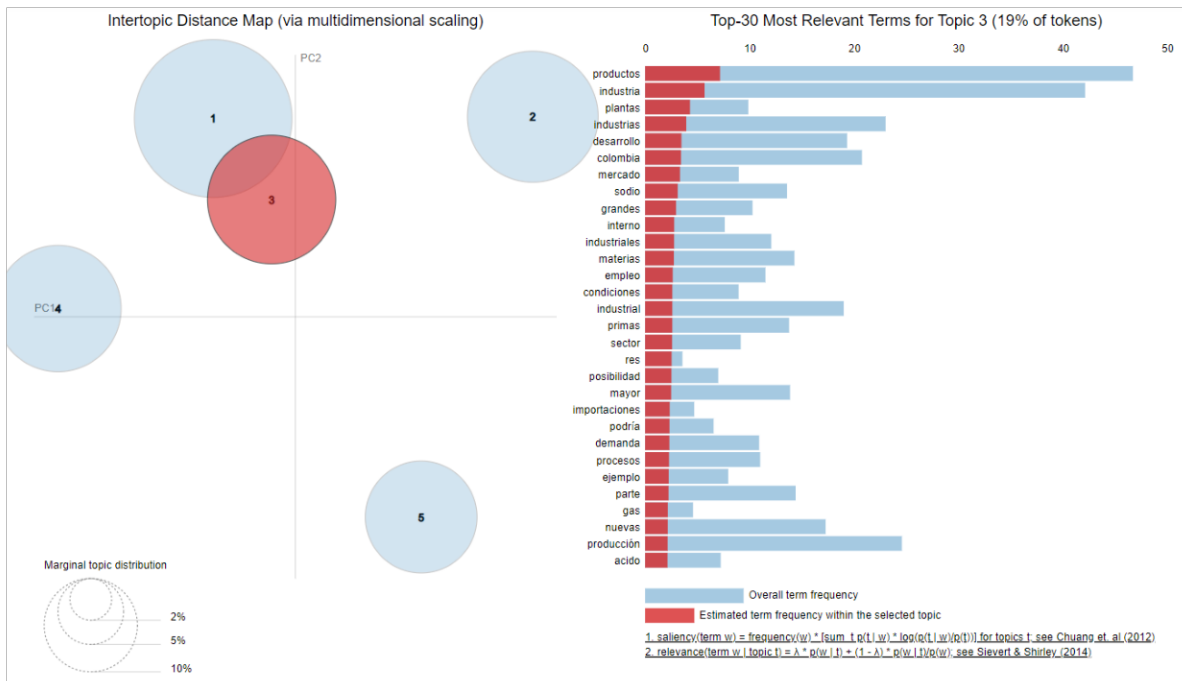 Intertopic Distance Map (via multidimensional scaling)
PC2
1
2
3
PC1
4
5
Marginal topic distribution
2%
5%
10%
Top-30 Most Relevant Terms for Topic 3 (19% of tokens)
0 10 20 30 40 50
productos
industria
plantas
industrias
desarrollo
colombia
mercado
sodio
grandes
interno
industriales
materias
empleo
condiciones
industrial
primas
sector
res
posibilidad
mayor
importaciones
podría
demanda
procesos
ejemplo
parte
gas
nuevas
producción
acido
Overall term frequency
Estimated term frequency within the selected topic
1. saliency(term w) = frequency(w) * [sum_t p(t | w) * log(p(t | w)/p(t))] for topics t; see Chuang et. al (2012)
2. relevance(term w | topic t) = λ * p(w | t) + (1 - λ) * p(w | t)/p(w); see Sievert & Shirley (2014)